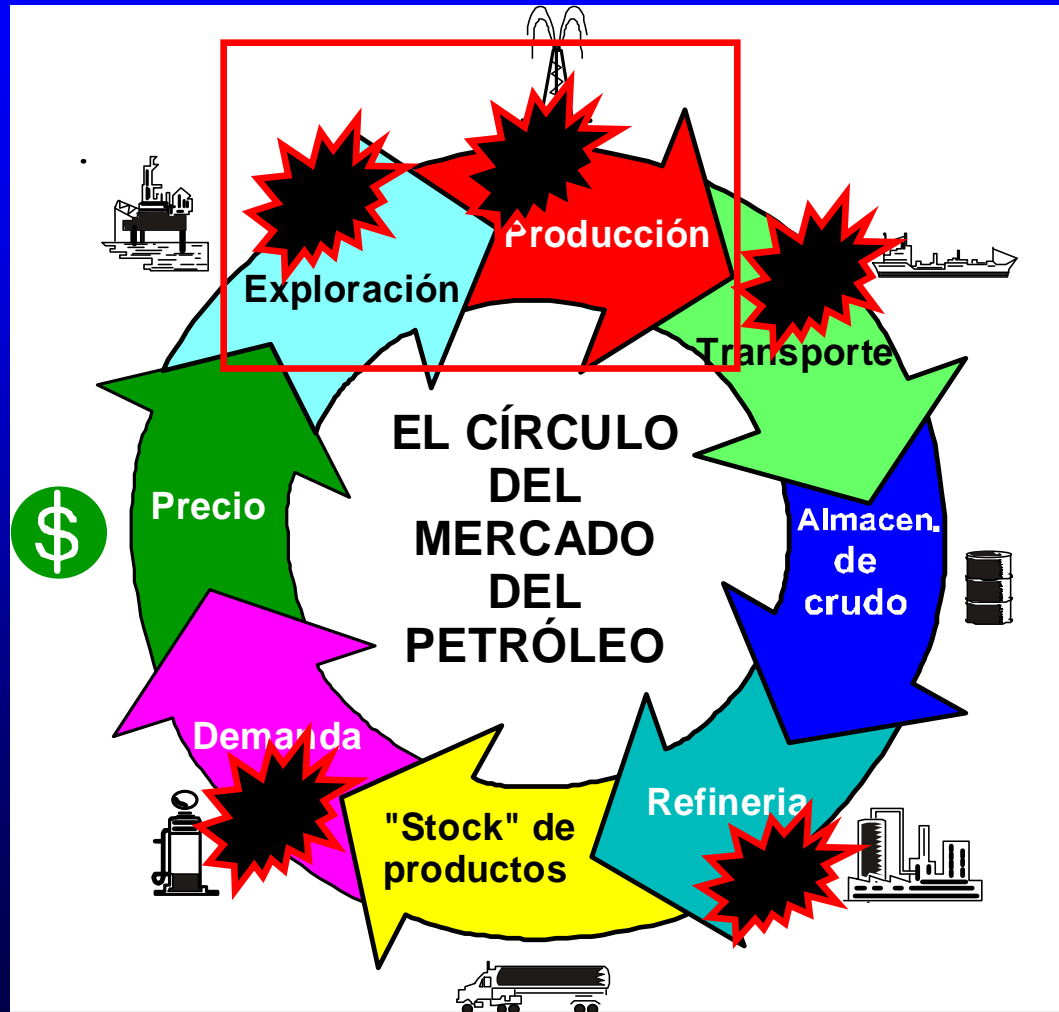 Producción
Exploración
Transporte
EL CÍRCULO
DEL
MERCADO
DEL
PETRÓLEO
Almacen.
de
crudo
Refineria
"Stock" de
productos
Demanda
Precio
$